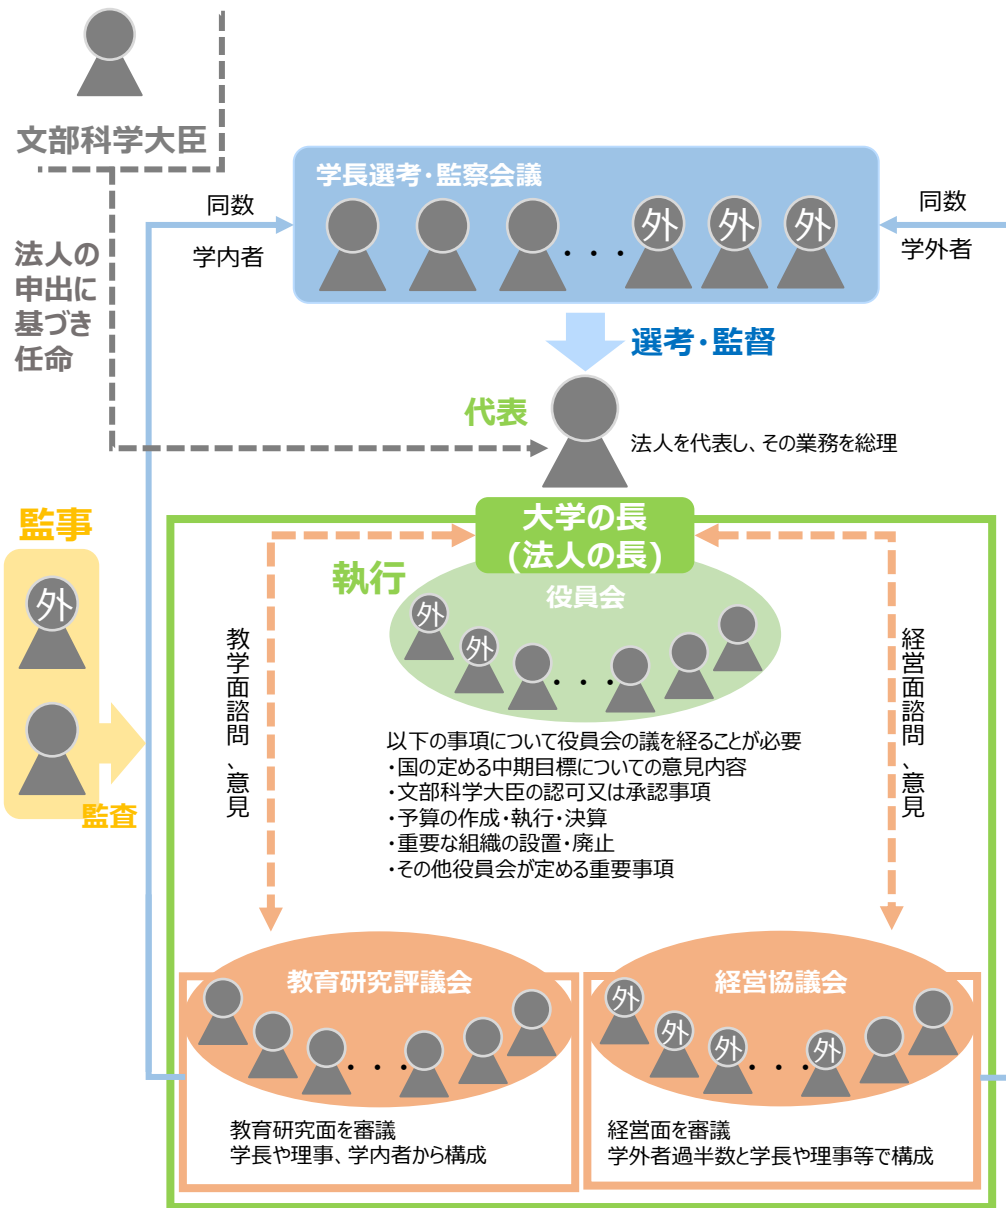 文部科学大臣
学長選考・監察会議
外 外 外
・・・
同数
学内者
同数
学外者
法人の
申出に
基づき
任命
選考・監督
代表
法人を代表し、その業務を総理
監事
外
監査
大学の長
(法人の長)
執行
役員会
外
外
・・・
教学面諮問、意見
経営面諮問、意見
以下の事項について役員会の議を経ることが必要
・国の定める中期目標についての意見内容
・文部科学大臣の認可又は承認事項
・予算の作成・執行・決算
・重要な組織の設置・廃止
・その他役員会が定める重要事項
教育研究評議会
・・・
教育研究面を審議
学長や理事、学内者から構成
経営協議会
外
外
外 ・・・ 外
経営面を審議
学外者過半数と学長や理事等で構成